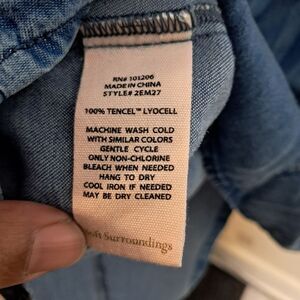 RN# 101206
MADE IN CHINA
STYLE# 2EM27
100% TENCEL™ LYOCELL
MACHINE WASH COLD
WITH SIMILAR COLORS
GENTLE CYCLE
ONLY NON-CHLORINE
BLEACH WHEN NEEDED
HANG TO DRY
COOL IRON IF NEEDED
MAY BE DRY CLEANED
Surroundings